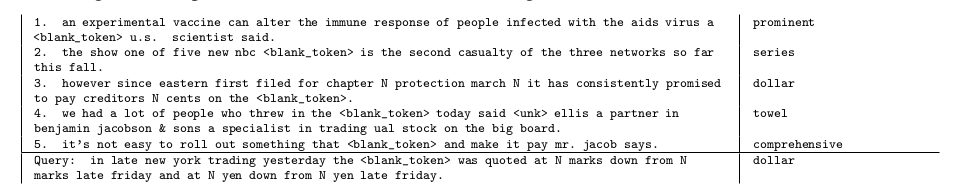 1. an experimental vaccine can alter the immune response of people infected with the aids virus a prominent
<blank_token> u.s. scientist said.
2. the show one of five new nbc <blank_token> is the second casualty of the three networks so far series
this fall.
3. however since eastern first filed for chapter N protection march N it has consistently promised dollar
to pay creditors N cents on the <blank_token>.
4. we had a lot of people who threw in the <blank_token> today said <unk> ellis a partner in towel
benjamin jacobson & sons a specialist in trading ual stock on the big board.
5. it's not easy to roll out something that <blank_token> and make it pay mr. jacob says. comprehensive
Query: in late new york trading yesterday the <blank_token> was quoted at N marks down from N dollar
marks late friday and at N yen down from N yen late friday.